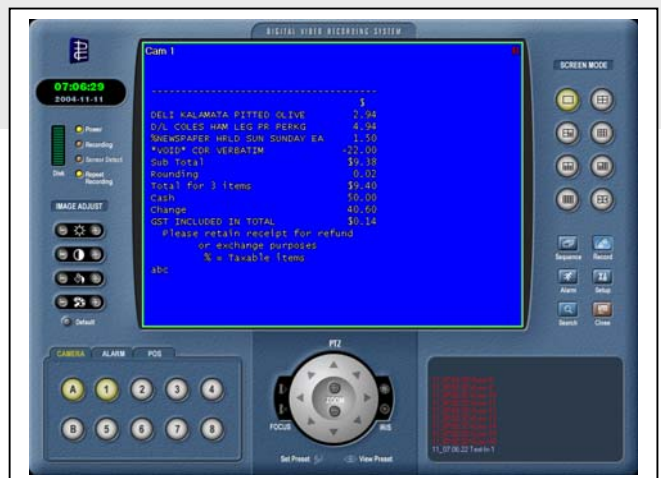 DIGITAL VIDEO RECORDING SYSTEM
Cam 1
07:06:29
2004-11-11
Power
Recording
Sensor Detect
Disk
Repeat Recording
IMAGE ADJUST
Default
$
DELI KALAMATA PITTED OLIVE 2.94
D/L COLES HAM LEG FR PERKG 4.94
%NEWSPAPER HRLD SUN SUNDAY EA 1.50
*VOID* CDR VERBATIM -22.00
Sub Total $9.38
Rounding 0.02
Total for 3 items $9.40
Cash 50.00
Change 40.60
GST INCLUDED IN TOTAL $0.14
Please retain receipt for refund
or exchange purposes
% = Taxable items
abc
SCREEN MODE
Sequence Record
Alarm Setup
Search Close
CAMERA ALARM POS
A 1 2 3 4
B 5 6 7 8
PTZ
ZOOM
FOCUS IRIS
Set Preset View Preset
11_07:06:22 Text-In 1